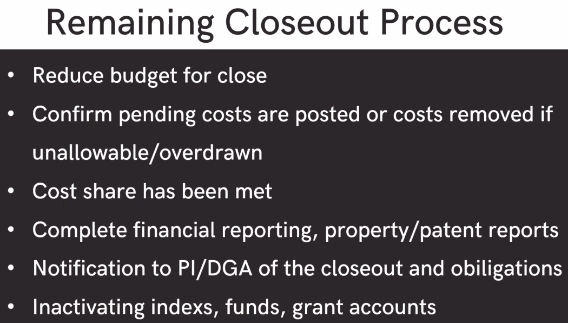 Remaining Closeout Process
• Reduce budget for close
• Confirm pending costs are posted or costs removed if
unallowable/overdrawn
• Cost share has been met
• Complete financial reporting, property/patent reports
• Notification to PI/DGA of the closeout and obiligations
• Inactivating indexs, funds, grant accounts